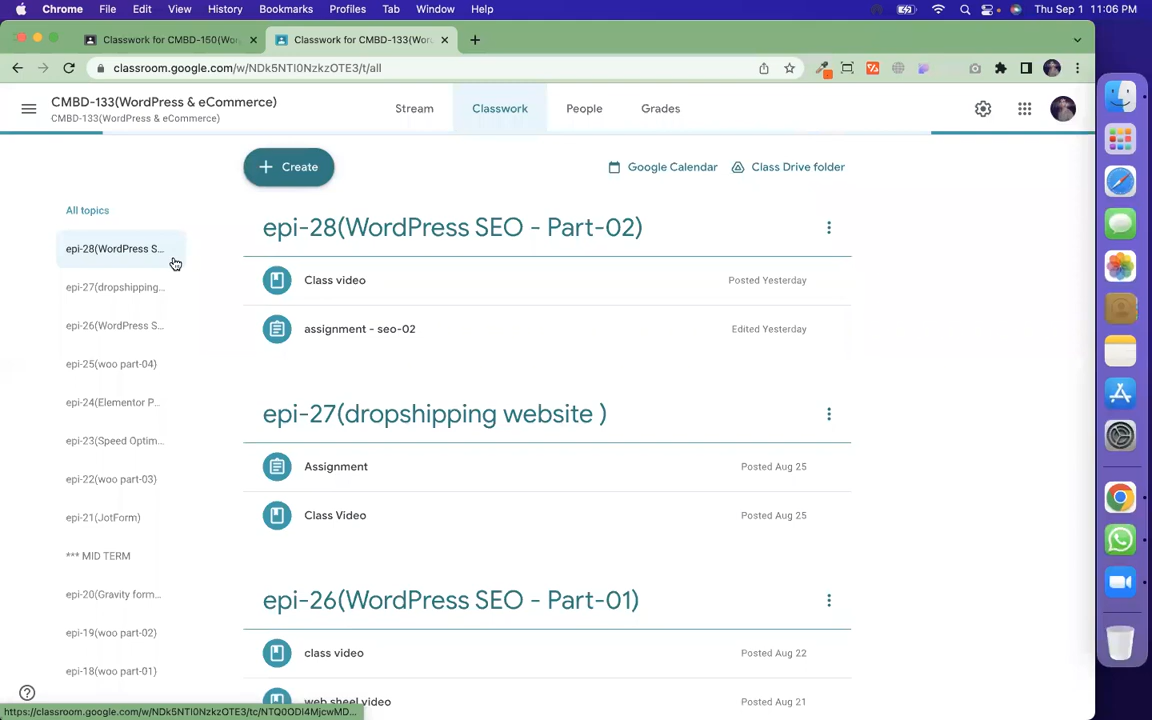 Chrome File Edit View History Bookmarks Profiles Tab Window Help
Thu Sep 1 11:06 PM
Classwork for CMBD-150(Wor
Classwork for CMBD-133(Wor
classroom.google.com/w/NDk5NTI0NzkzOTE3/t/all
CMBD-133(WordPress & eCommerce)
CMBD-133(WordPress & eCommerce)
Stream Classwork People Grades
Create
Google Calendar
Class Drive folder
All topics
epi-28(WordPress S...
epi-27(dropshipping...
epi-26(WordPress S...
epi-25(woo part-04)
epi-24(Elementor P...
epi-23(Speed Optim...
epi-22(woo part-03)
epi-21(JotForm)
*** MID TERM
epi-20(Gravity form...
epi-19(woo part-02)
epi-18(woo part-01)
epi-28(WordPress SEO - Part-02)
Class video Posted Yesterday
assignment - seo-02 Edited Yesterday
epi-27(dropshipping website )
Assignment Posted Aug 25
Class Video Posted Aug 25
epi-26(WordPress SEO - Part-01)
class video Posted Aug 22
web sheel video Posted Aug 21
https://classroom.google.com/w/NDk5NTI0NzkzOTE3/tc/NTQ0ODI4MjcwMD...